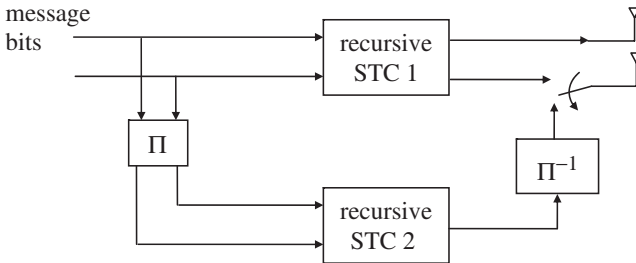 message
bits
recursive
STC 1
Π
Π⁻¹
recursive
STC 2